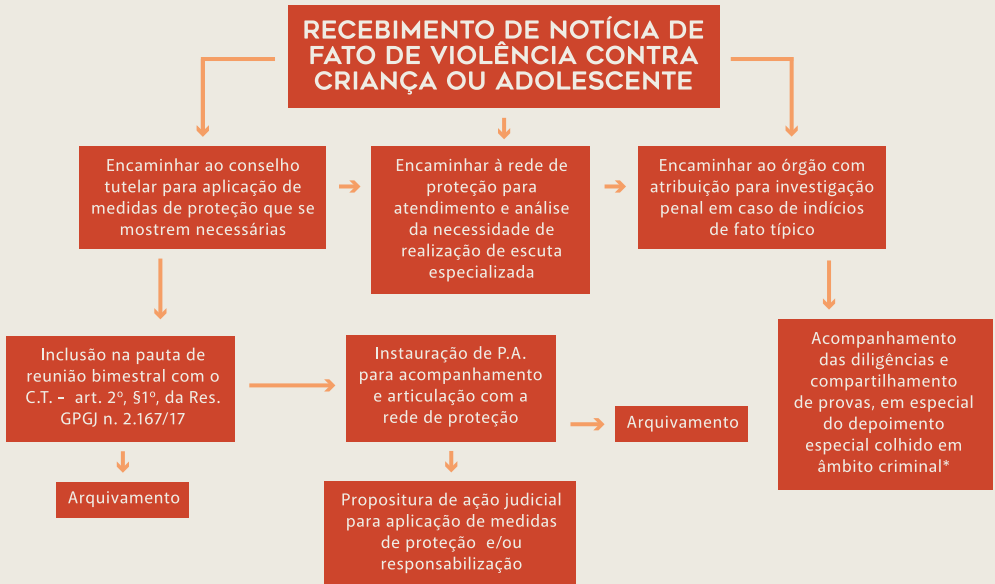 RECEBIMENTO DE NOTÍCIA DE
FATO DE VIOLÊNCIA CONTRA
CRIANÇA OU ADOLESCENTE
Encaminhar ao conselho
tutelar para aplicação de
medidas de proteção que se
mostrem necessárias
Encaminhar à rede de
proteção para
atendimento e análise
da necessidade de
realização de escuta
especializada
Encaminhar ao órgão com
atribuição para investigação
penal em caso de indícios
de fato típico
Inclusão na pauta de
reunião bimestral com o
C.T. - art. 2º, §1º, da Res.
GPGJ n. 2.167/17
Instauração de P.A.
para acompanhamento
e articulação com a
rede de proteção
Arquivamento
Acompanhamento
das diligências e
compartilhamento
de provas, em especial
do depoimento
especial colhido em
âmbito criminal*
Arquivamento
Propositura de ação judicial
para aplicação de medidas
de proteção e/ou
responsabilização